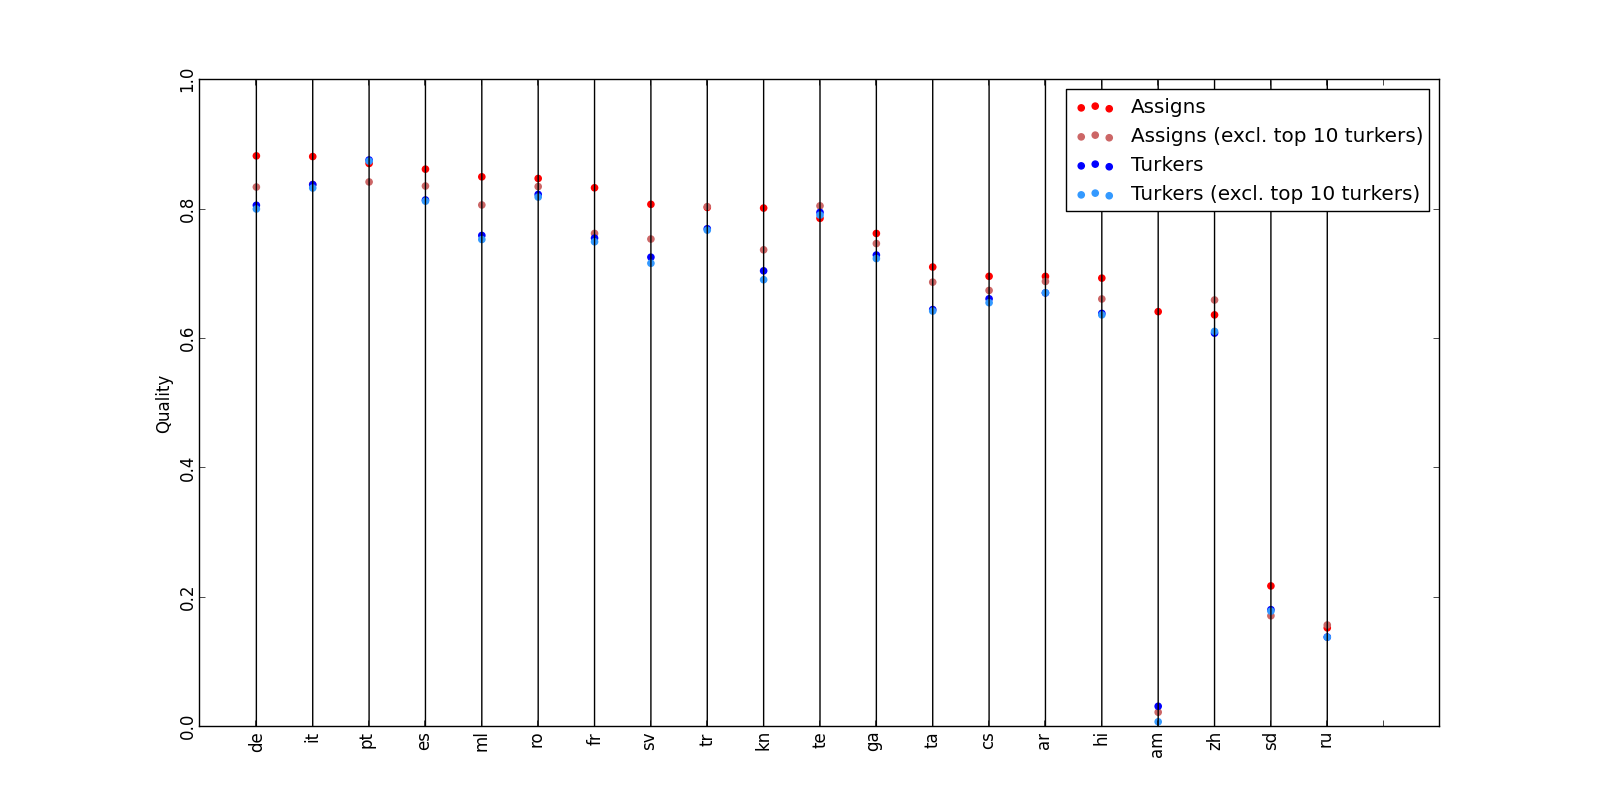 1.0
0.8
0.6
0.4
0.2
0.0
Quality
Assigns
Assigns (excl. top 10 turkers)
Turkers
Turkers (excl. top 10 turkers)
de it pt es ml ro fr sv tr kn te ga ta cs ar hi am zh sd ru